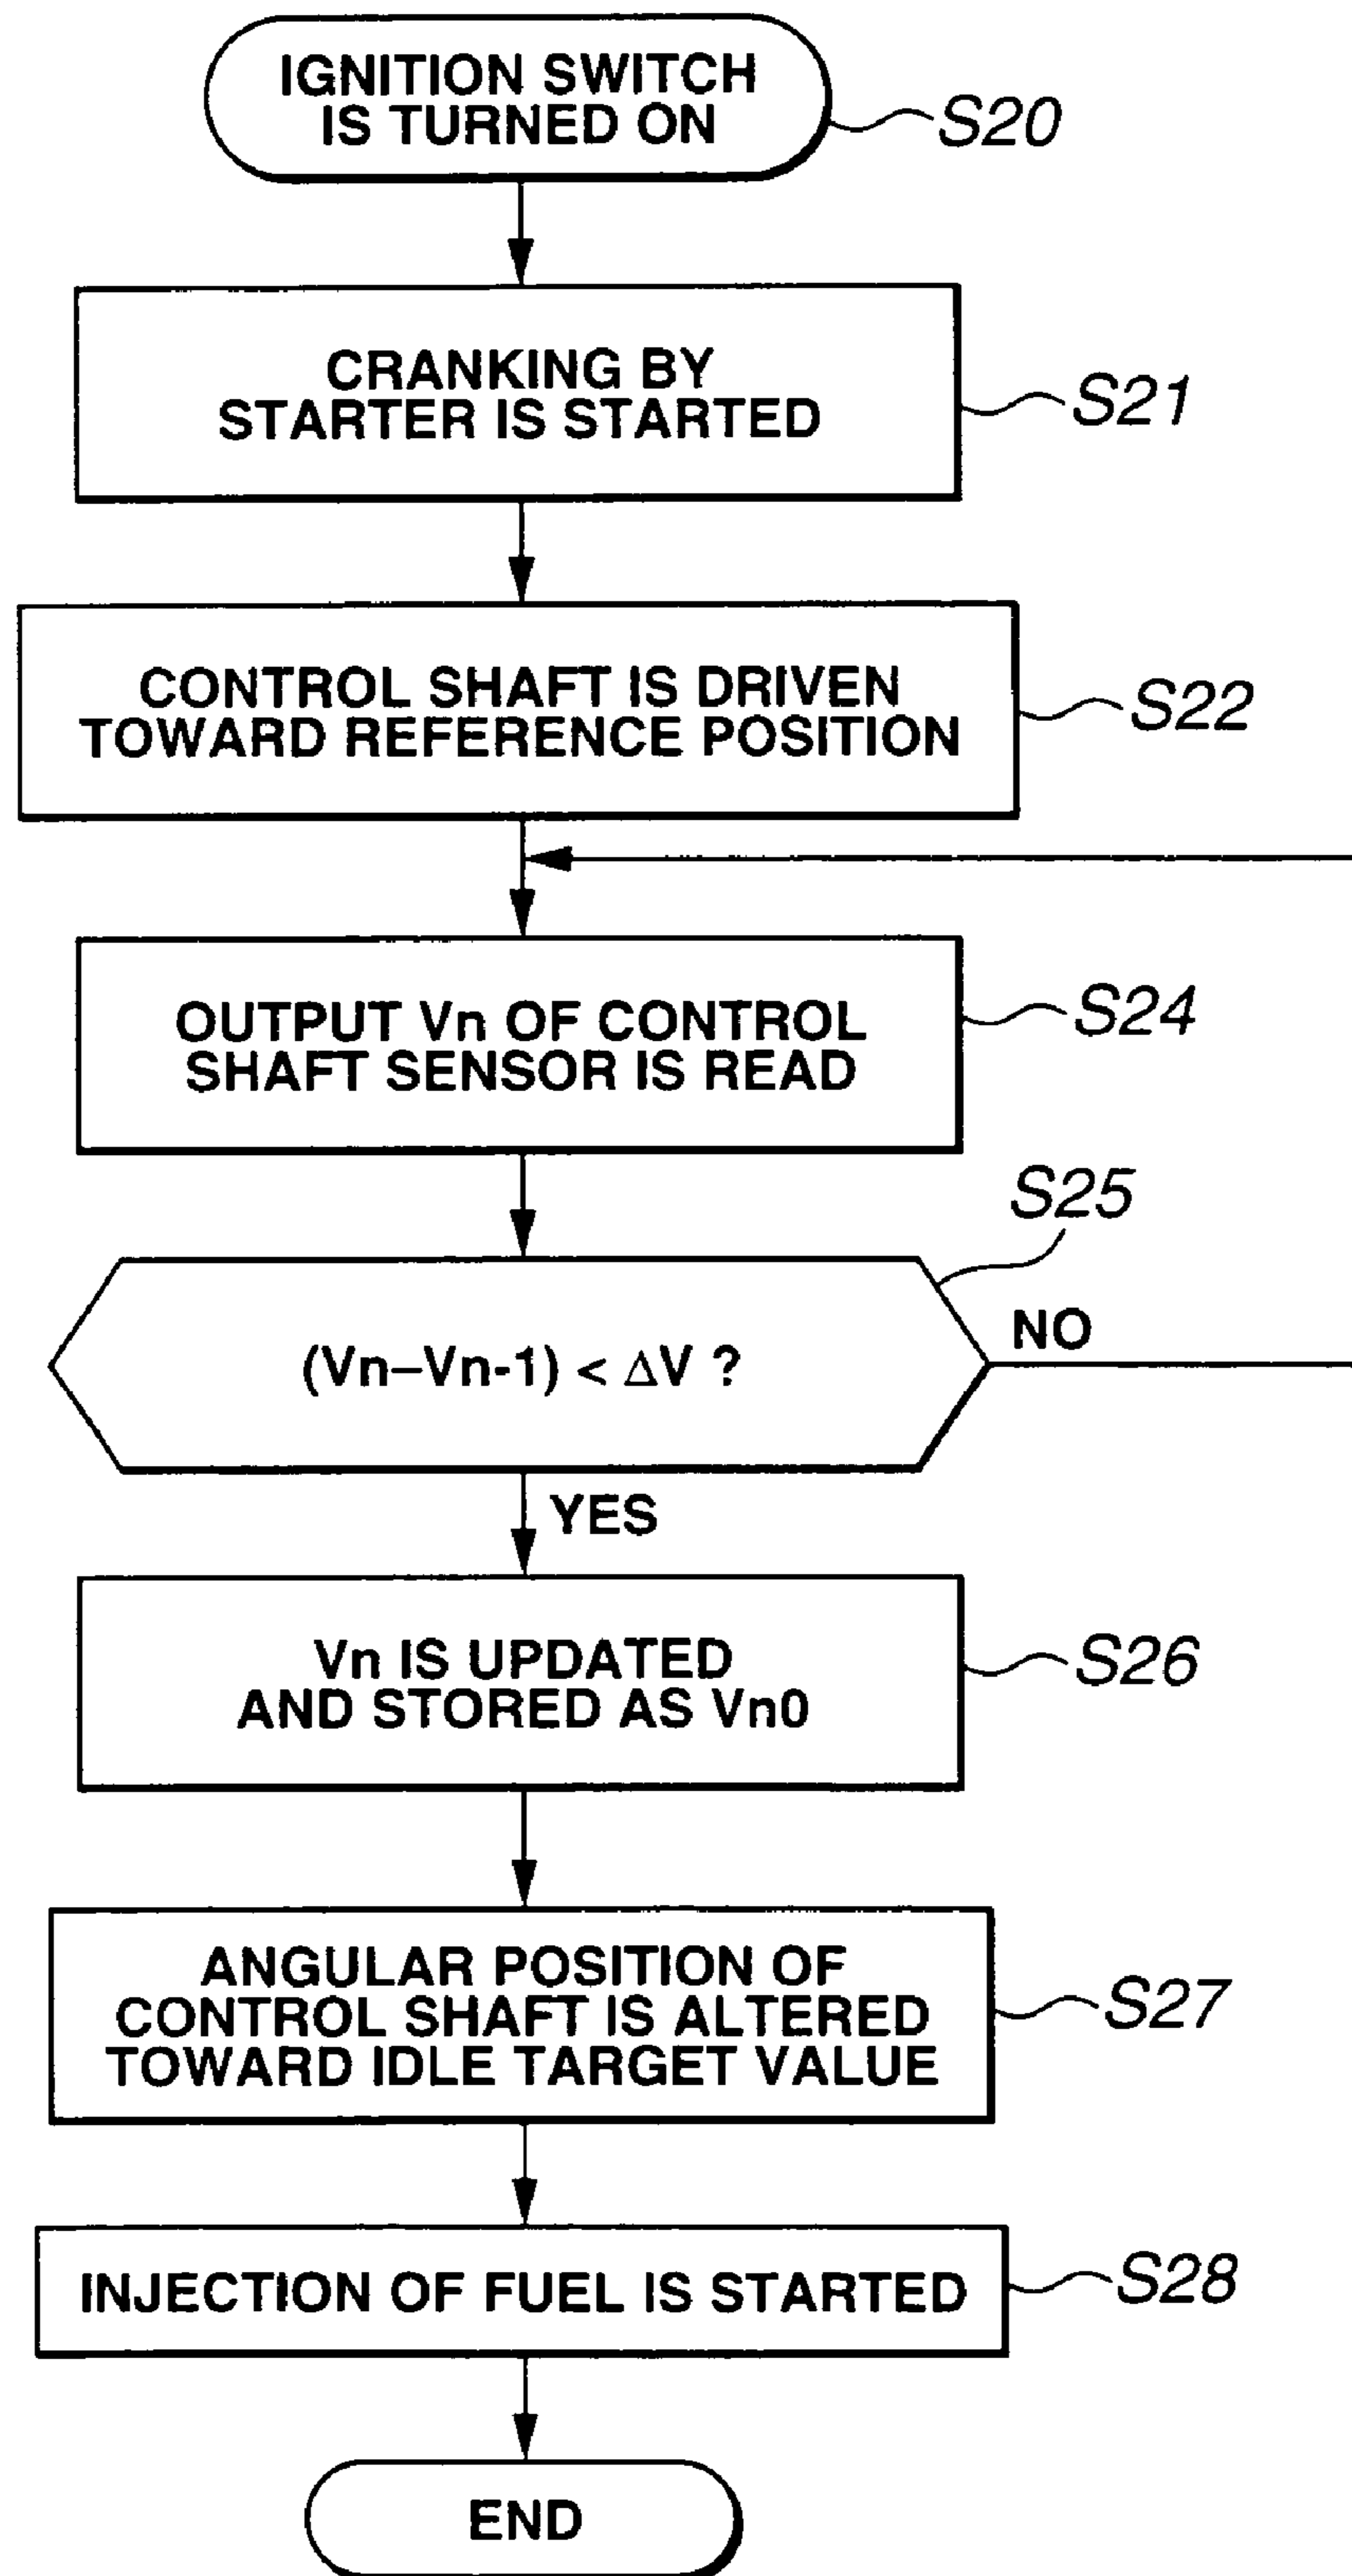 IGNITION SWITCH
IS TURNED ON
S20
CRANKING BY
STARTER IS STARTED
S21
CONTROL SHAFT IS DRIVEN
TOWARD REFERENCE POSITION
S22
OUTPUT Vn OF CONTROL
SHAFT SENSOR IS READ
S24
S25
(Vn–Vn-1) < ΔV ?
NO
YES
Vn IS UPDATED
AND STORED AS Vn0
S26
ANGULAR POSITION OF
CONTROL SHAFT IS ALTERED
TOWARD IDLE TARGET VALUE
S27
INJECTION OF FUEL IS STARTED
S28
END